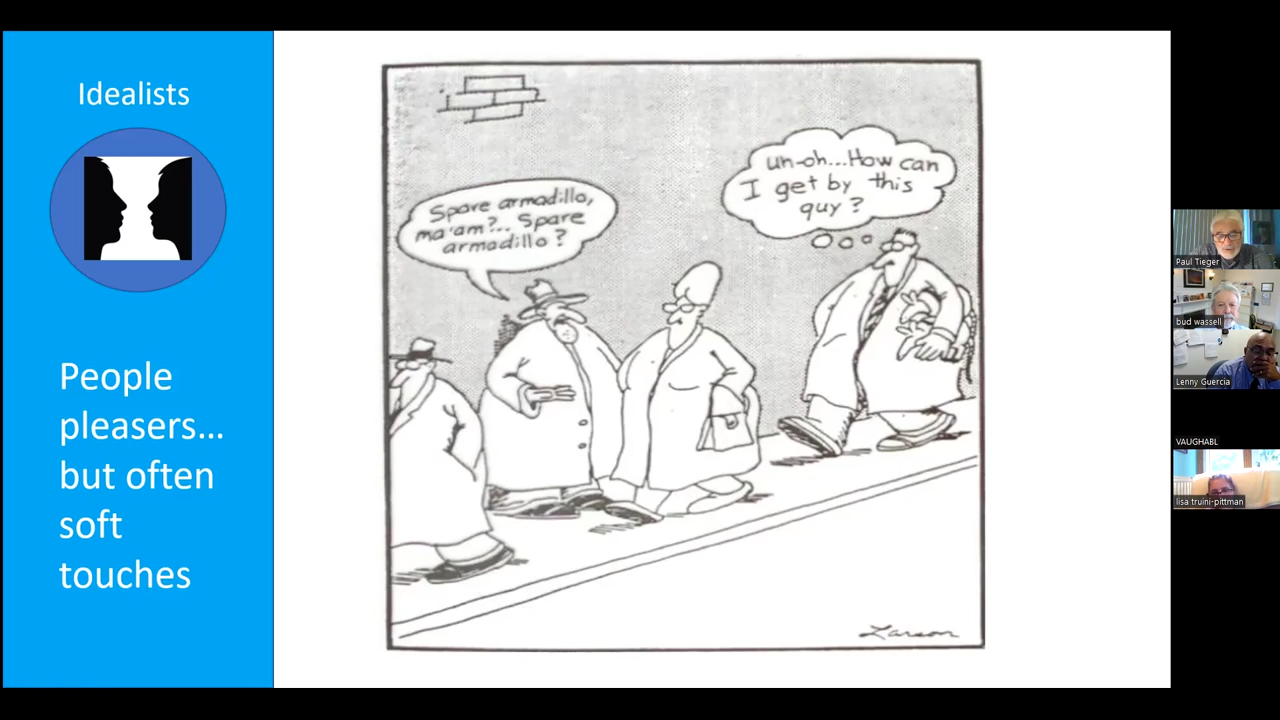 Idealists
People
pleasers...
but often
soft
touches
Spare armadillo,
ma'am?... Spare
armadillo?
un-oh...How can
I get by this
guy?
Larson
Paul Tieger
bud wassell
Lenny Guercia
VAUGHABL
lisa truini-pittman